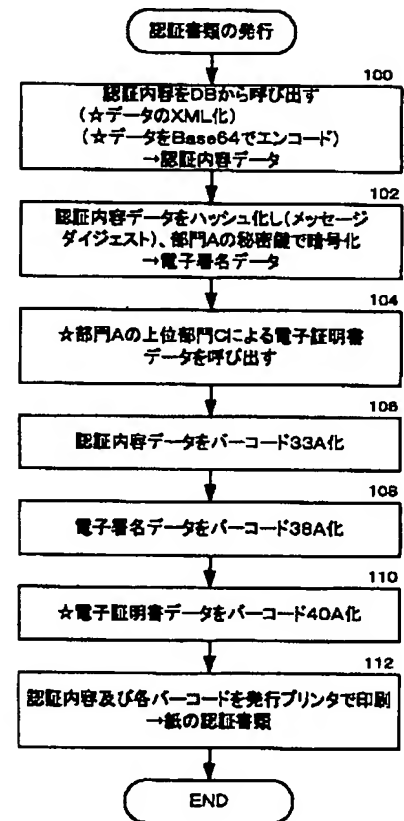 認証書類の発行
100
認証内容をDBから呼び出す
(☆データのXML化)
(☆データをBase64でエンコード)
→認証内容データ
102
認証内容データをハッシュ化し(メッセージ
ダイジェスト)、部門Aの秘密鍵で暗号化
→電子署名データ
104
☆部門Aの上位部門Cによる電子証明書
データを呼び出す
106
認証内容データをバーコード33A化
108
電子署名データをバーコード38A化
110
☆電子証明書データをバーコード40A化
112
認証内容及び各バーコードを発行プリンタで印刷
→紙の認証書類
END